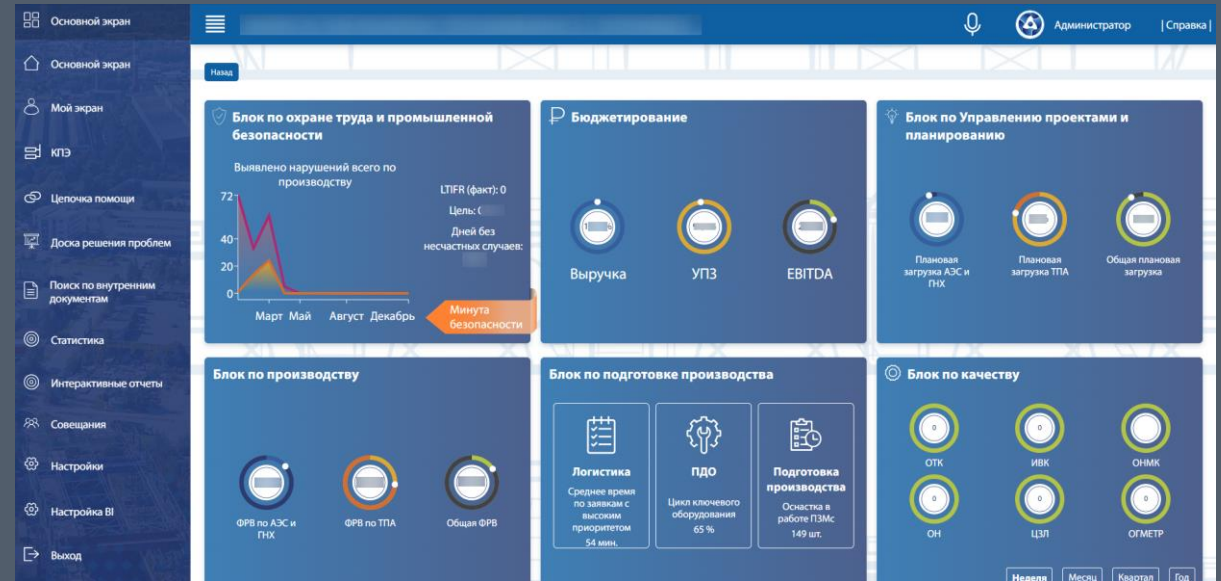 Основной экран
Основной экран
Мой экран
КПЭ
Цепочка помощи
Доска решения проблем
Поиск по внутренним
документам
Статистика
Интерактивные отчеты
Совещания
Настройки
Настройка BI
Выход
Администратор
| Справка |
Назад
Блок по охране труда и промышленной
безопасности
Выявлено нарушений всего по
производству
72
40
20
0
Март Май Август Декабрь
LTIFR (факт): 0
Цель:
Дней без
несчастных случаев:
Минута
безопасности
Бюджетирование
Выручка
УПЗ
EBITDA
Блок по Управлению проектами и
планированию
Плановая
загрузка АЭС и
ГНХ
Плановая
загрузка ТПА
Общая плановая
загрузка
Блок по производству
ФРВ по АЭС и
ГНХ
ФРВ по ТПА
Общая ФРВ
Блок по подготовке производства
Логистика
Среднее время
по заявкам с
высоким
приоритетом
54 мин.
ПДО
Цикл ключевого
оборудования
65 %
Подготовка
производства
Оснастка в
работе ПЗМс
149 шт.
Блок по качеству
0
ОТК
0
ИВК
ОНМК
0
ОН
0
ЦЗЛ
0
ОГМЕТР
Неделя Месяц Квартал Год